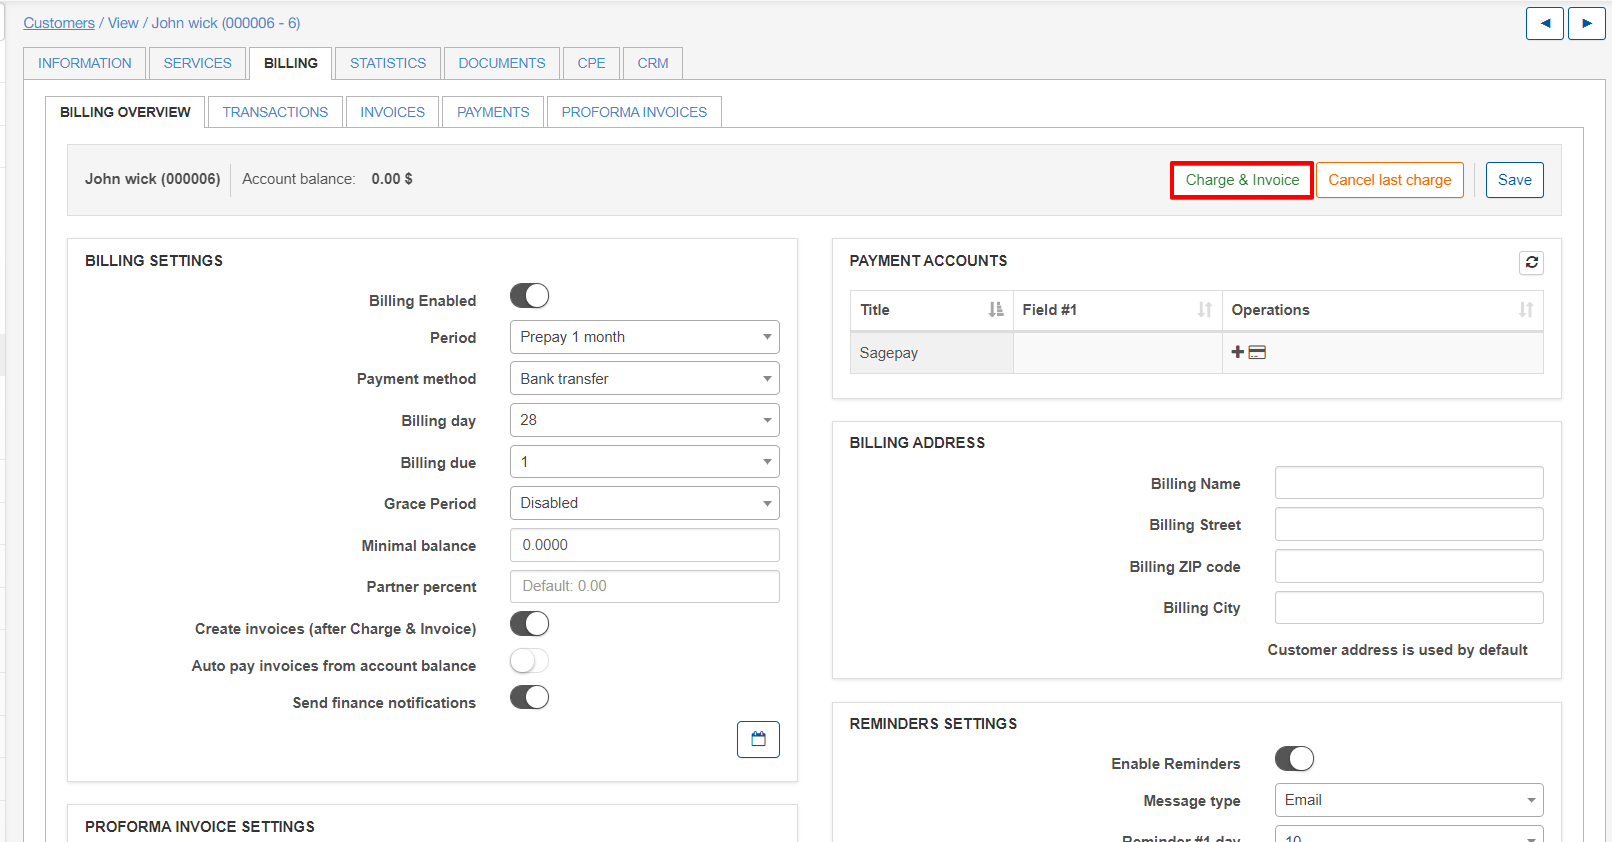 Customers / View / John wick (000006 - 6)
◄ ►
INFORMATION SERVICES BILLING STATISTICS DOCUMENTS CPE CRM
BILLING OVERVIEW TRANSACTIONS INVOICES PAYMENTS PROFORMA INVOICES
John wick (000006) Account balance: 0.00 $ Charge & Invoice Cancel last charge Save
BILLING SETTINGS
Billing Enabled
Period Prepay 1 month
Payment method Bank transfer
Billing day 28
Billing due 1
Grace Period Disabled
Minimal balance 0.0000
Partner percent Default: 0.00
Create invoices (after Charge & Invoice)
Auto pay invoices from account balance
Send finance notifications
PROFORMA INVOICE SETTINGS
PAYMENT ACCOUNTS
Title Field #1 Operations
Sagepay
BILLING ADDRESS
Billing Name
Billing Street
Billing ZIP code
Billing City
Customer address is used by default
REMINDERS SETTINGS
Enable Reminders
Message type Email
Reminder #1 day 10